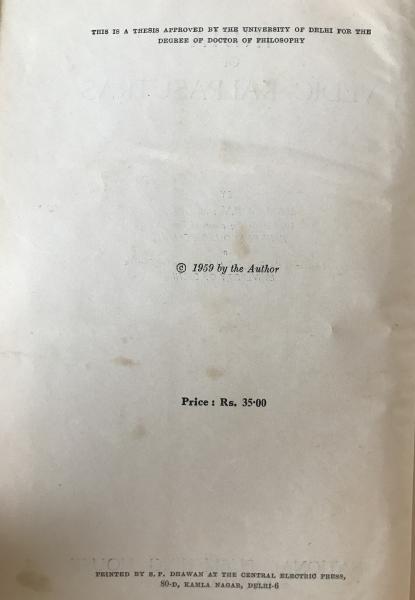 THIS IS A THESIS APPROVED BY THE UNIVERSITY OF DELHI FOR THE
DEGREE OF DOCTOR OF PHILOSOPHY
© 1959 by the Author
Price : Rs. 35·00
PRINTED BY S. P. DHAWAN AT THE CENTRAL ELECTRIC PRESS,
80-D, KAMLA NAGAR, DELHI-6